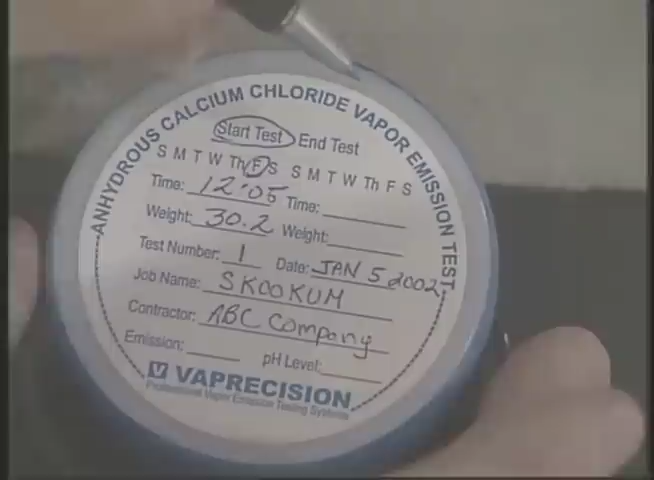 ANHYDROUS CALCIUM CHLORIDE VAPOR EMISSION TEST
Start Test End Test
S M T W Th F S S M T W Th F S
Time: 12:05 Time:
Weight: 30.2 Weight:
Test Number: 1 Date: JAN 5 2002
Job Name: SKOOKUM
Contractor: ABC Company
Emission: pH Level:
V VAPRECISION
Professional Vapor Emission Testing Systems